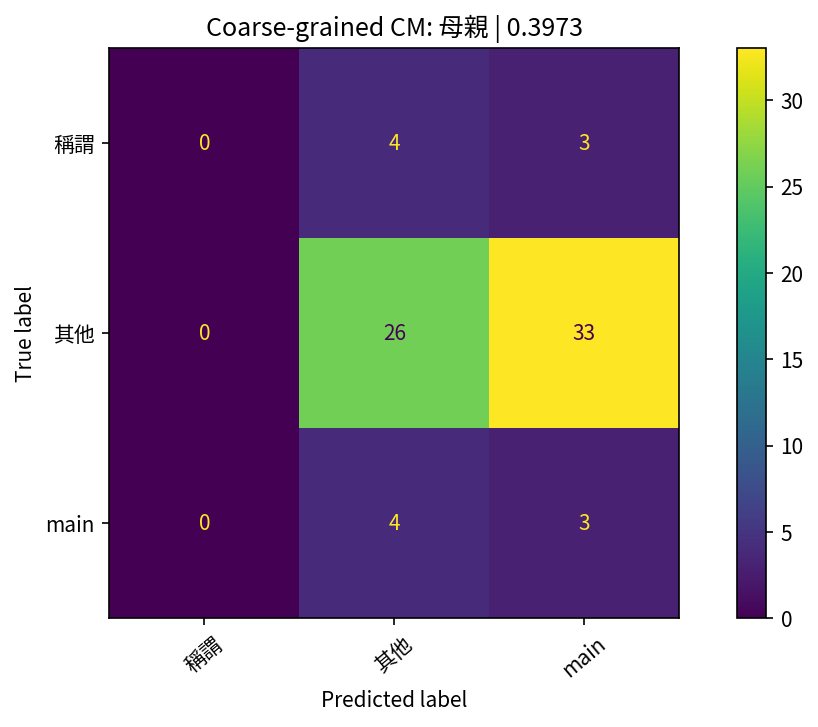 Coarse-grained CM: 母親 | 0.3973
True label
稱謂
0 4 3
其他
0 26 33
main
0 4 3
稱謂 其他 main
Predicted label
30
25
20
15
10
5
0